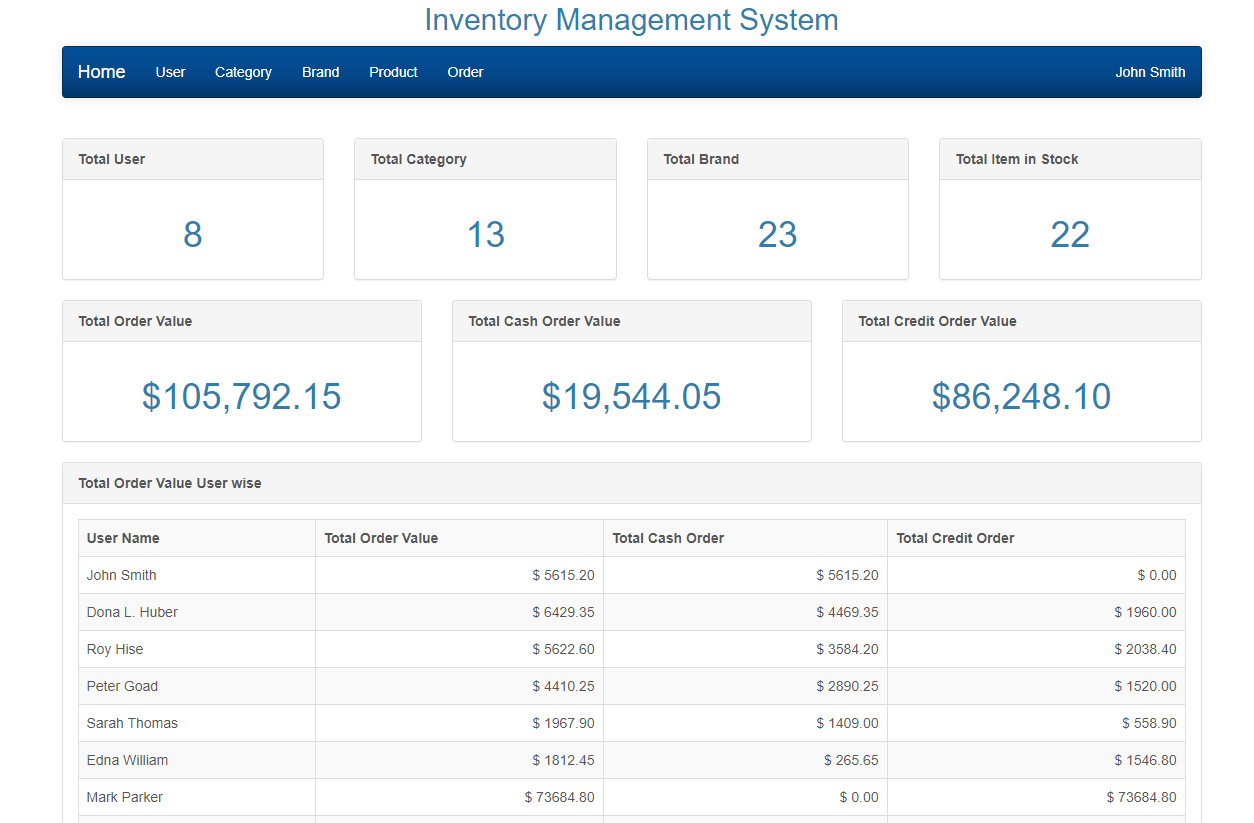 Inventory Management System
Home User Category Brand Product Order John Smith
Total User Total Category Total Brand Total Item in Stock
8 13 23 22
Total Order Value Total Cash Order Value Total Credit Order Value
$105,792.15 $19,544.05 $86,248.10
Total Order Value User wise
User Name Total Order Value Total Cash Order Total Credit Order
John Smith $ 5615.20 $ 5615.20 $ 0.00
Dona L. Huber $ 6429.35 $ 4469.35 $ 1960.00
Roy Hise $ 5622.60 $ 3584.20 $ 2038.40
Peter Goad $ 4410.25 $ 2890.25 $ 1520.00
Sarah Thomas $ 1967.90 $ 1409.00 $ 558.90
Edna William $ 1812.45 $ 265.65 $ 1546.80
Mark Parker $ 73684.80 $ 0.00 $ 73684.80